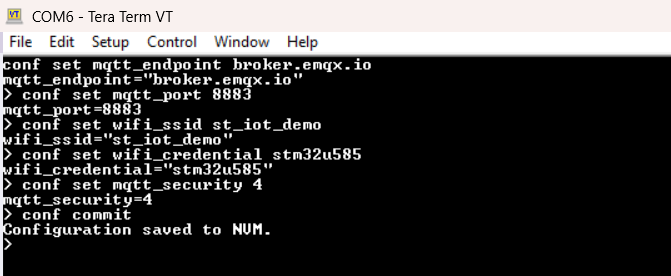 COM6 - Tera Term VT
File Edit Setup Control Window Help
conf set mqtt_endpoint broker.emqx.io
mqtt_endpoint="broker.emqx.io"
> conf set mqtt_port 8883
mqtt_port=8883
> conf set wifi_ssid st_iot_demo
wifi_ssid="st_iot_demo"
> conf set wifi_credential stm32u585
wifi_credential="stm32u585"
> conf set mqtt_security 4
mqtt_security=4
> conf commit
Configuration saved to NVM.
>